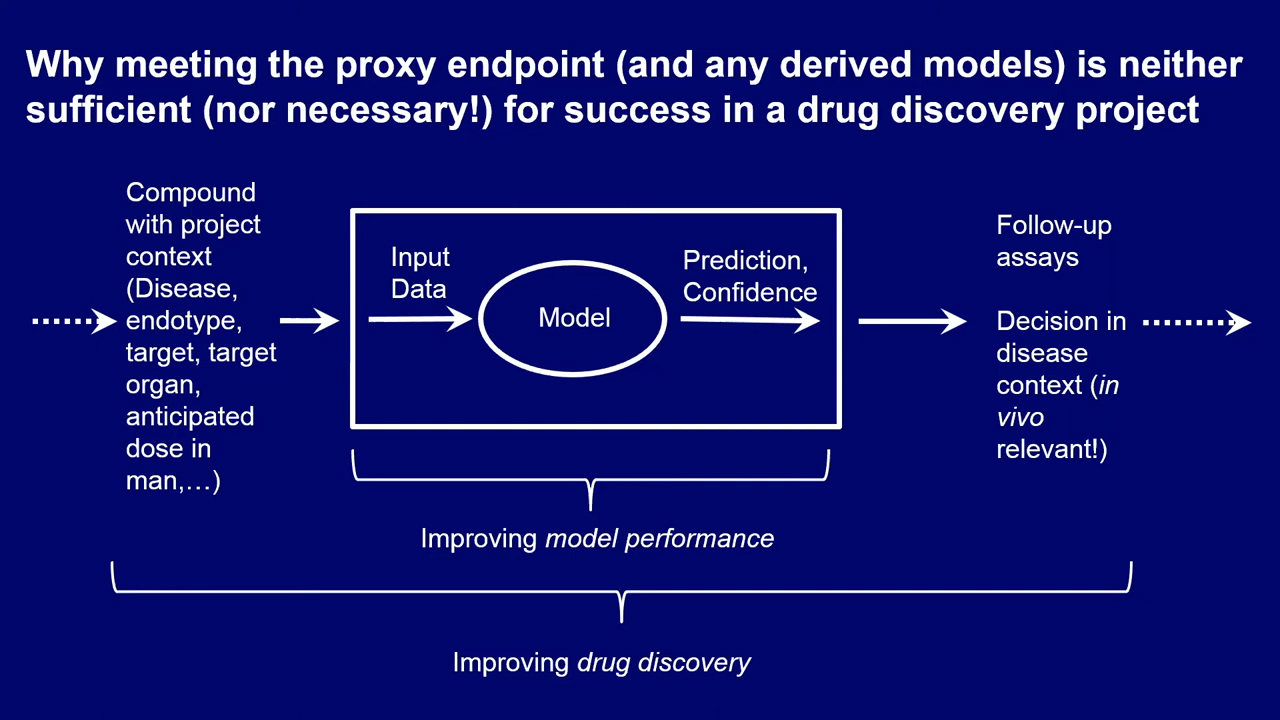 Why meeting the proxy endpoint (and any derived models) is neither
sufficient (nor necessary!) for success in a drug discovery project
Compound
with project
context
(Disease,
endotype,
target, target
organ,
anticipated
dose in
man,…)
Input
Data
Model
Prediction,
Confidence
Follow-up
assays
Decision in
disease
context (in
vivo
relevant!)
Improving model performance
Improving drug discovery